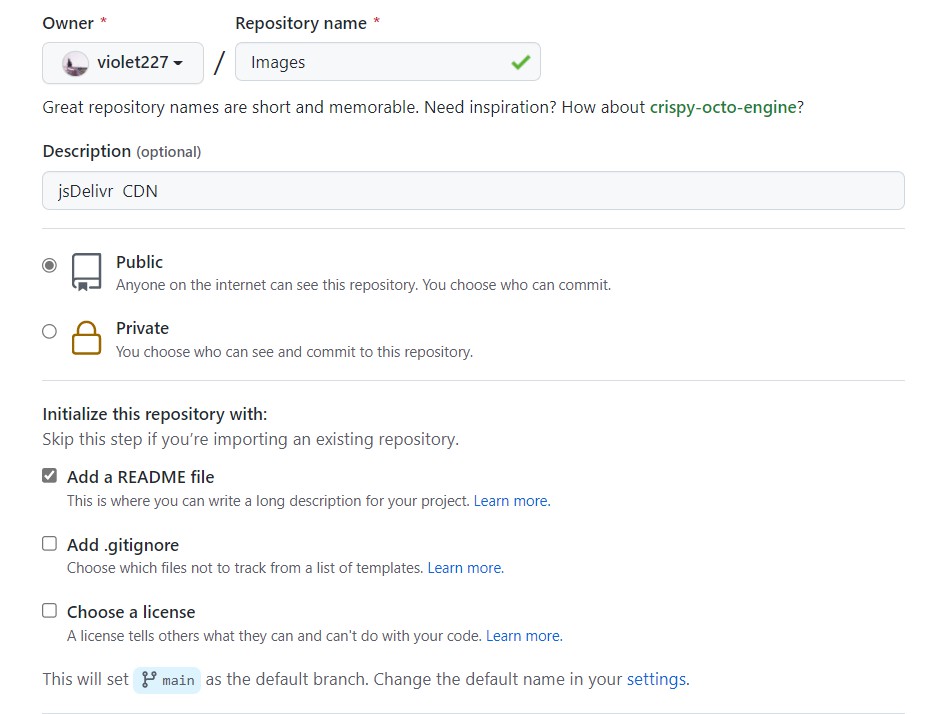 Owner * Repository name *
violet227 / Images
Great repository names are short and memorable. Need inspiration? How about crispy-octo-engine?
Description (optional)
jsDelivr CDN
Public
Anyone on the internet can see this repository. You choose who can commit.
Private
You choose who can see and commit to this repository.
Initialize this repository with:
Skip this step if you’re importing an existing repository.
Add a README file
This is where you can write a long description for your project. Learn more.
Add .gitignore
Choose which files not to track from a list of templates. Learn more.
Choose a license
A license tells others what they can and can't do with your code. Learn more.
This will set main as the default branch. Change the default name in your settings.